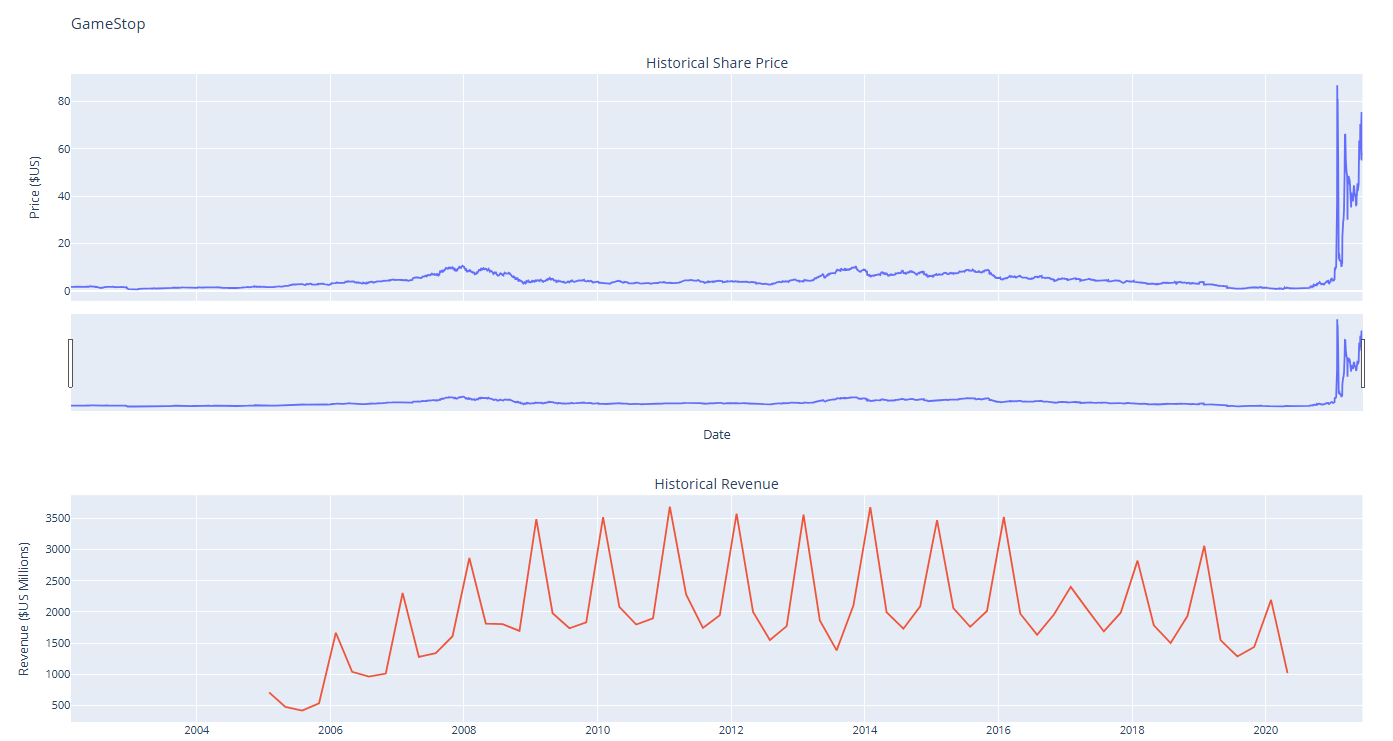 GameStop
Historical Share Price
80
60
40
20
0
Price ($US)
Date
Historical Revenue
3500
3000
2500
2000
1500
1000
500
Revenue ($US Millions)
2004 2006 2008 2010 2012 2014 2016 2018 2020